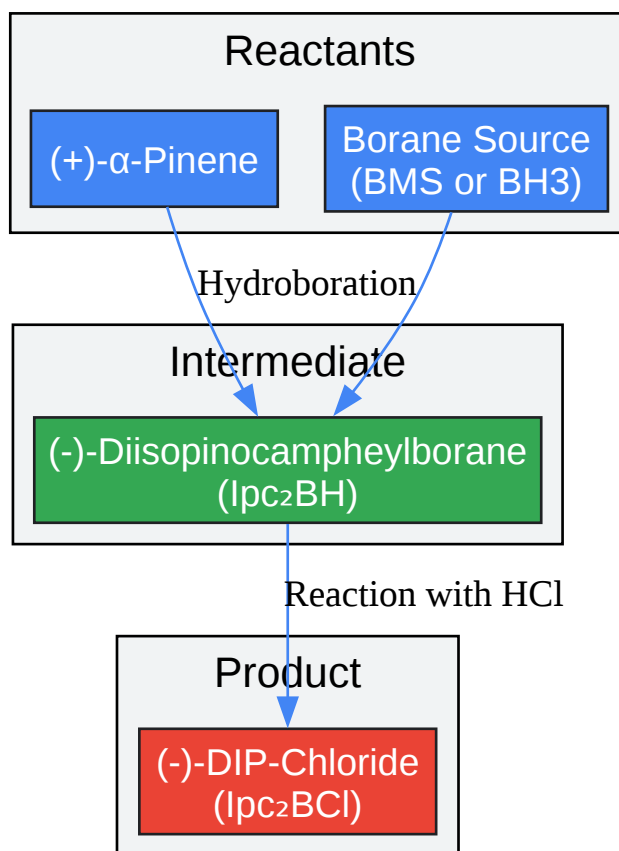 Reactants
(+)-α-Pinene
Borane Source
(BMS or BH3)
Hydroboration
Intermediate
(-)-Diisopinocampheylborane
(Ipc₂BH)
Reaction with HCl
Product
(-)-DIP-Chloride
(Ipc₂BCl)